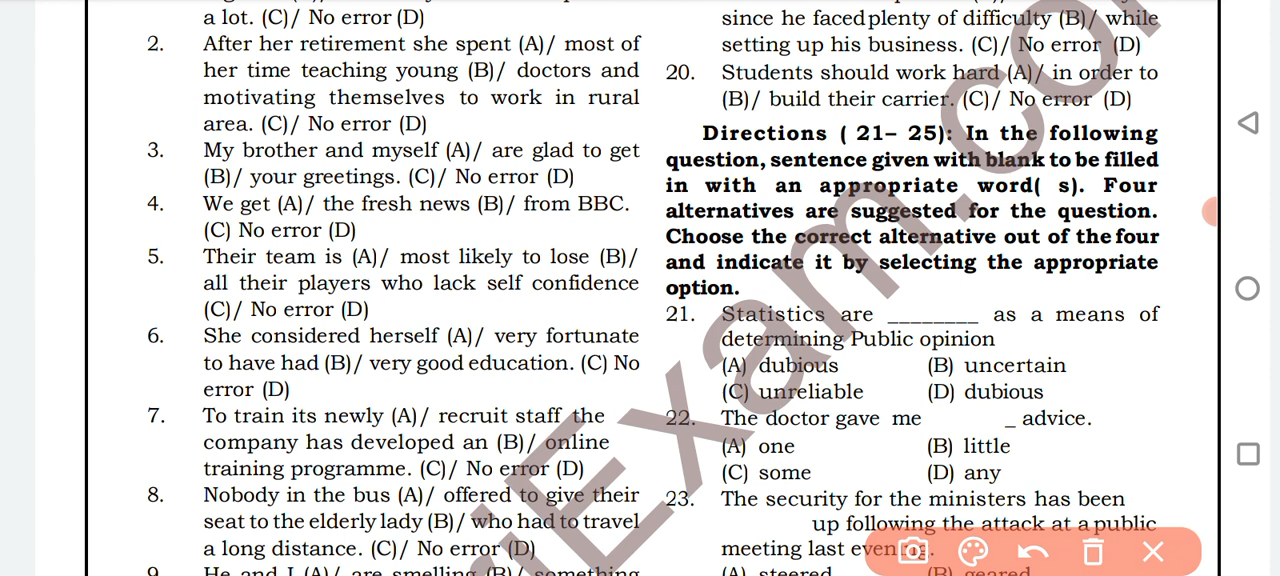 a lot. (C)/ No error (D)
2. After her retirement she spent (A)/ most of
her time teaching young (B)/ doctors and
motivating themselves to work in rural
area. (C)/ No error (D)
3. My brother and myself (A)/ are glad to get
(B)/ your greetings. (C)/ No error (D)
4. We get (A)/ the fresh news (B)/ from BBC.
(C) No error (D)
5. Their team is (A)/ most likely to lose (B)/
all their players who lack self confidence
(C)/ No error (D)
6. She considered herself (A)/ very fortunate
to have had (B)/ very good education. (C) No
error (D)
7. To train its newly (A)/ recruit staff the
company has developed an (B)/ online
training programme. (C)/ No error (D)
8. Nobody in the bus (A)/ offered to give their
seat to the elderly lady (B)/ who had to travel
a long distance. (C)/ No error (D)
9. He and I (A)/ are smelling (B)/ something
since he faced plenty of difficulty (B)/ while
setting up his business. (C)/ No error (D)
20. Students should work hard (A)/ in order to
(B)/ build their carrier. (C)/ No error (D)
Directions ( 21– 25): In the following
question, sentence given with blank to be filled
in with an appropriate word( s). Four
alternatives are suggested for the question.
Choose the correct alternative out of the four
and indicate it by selecting the appropriate
option.
21. Statistics are ________ as a means of
determining Public opinion
(A) dubious (B) uncertain
(C) unreliable (D) dubious
22. The doctor gave me _ advice.
(A) one (B) little
(C) some (D) any
23. The security for the ministers has been
up following the attack at a public
meeting last evening.
(A) steered (B) geared
iExam.co